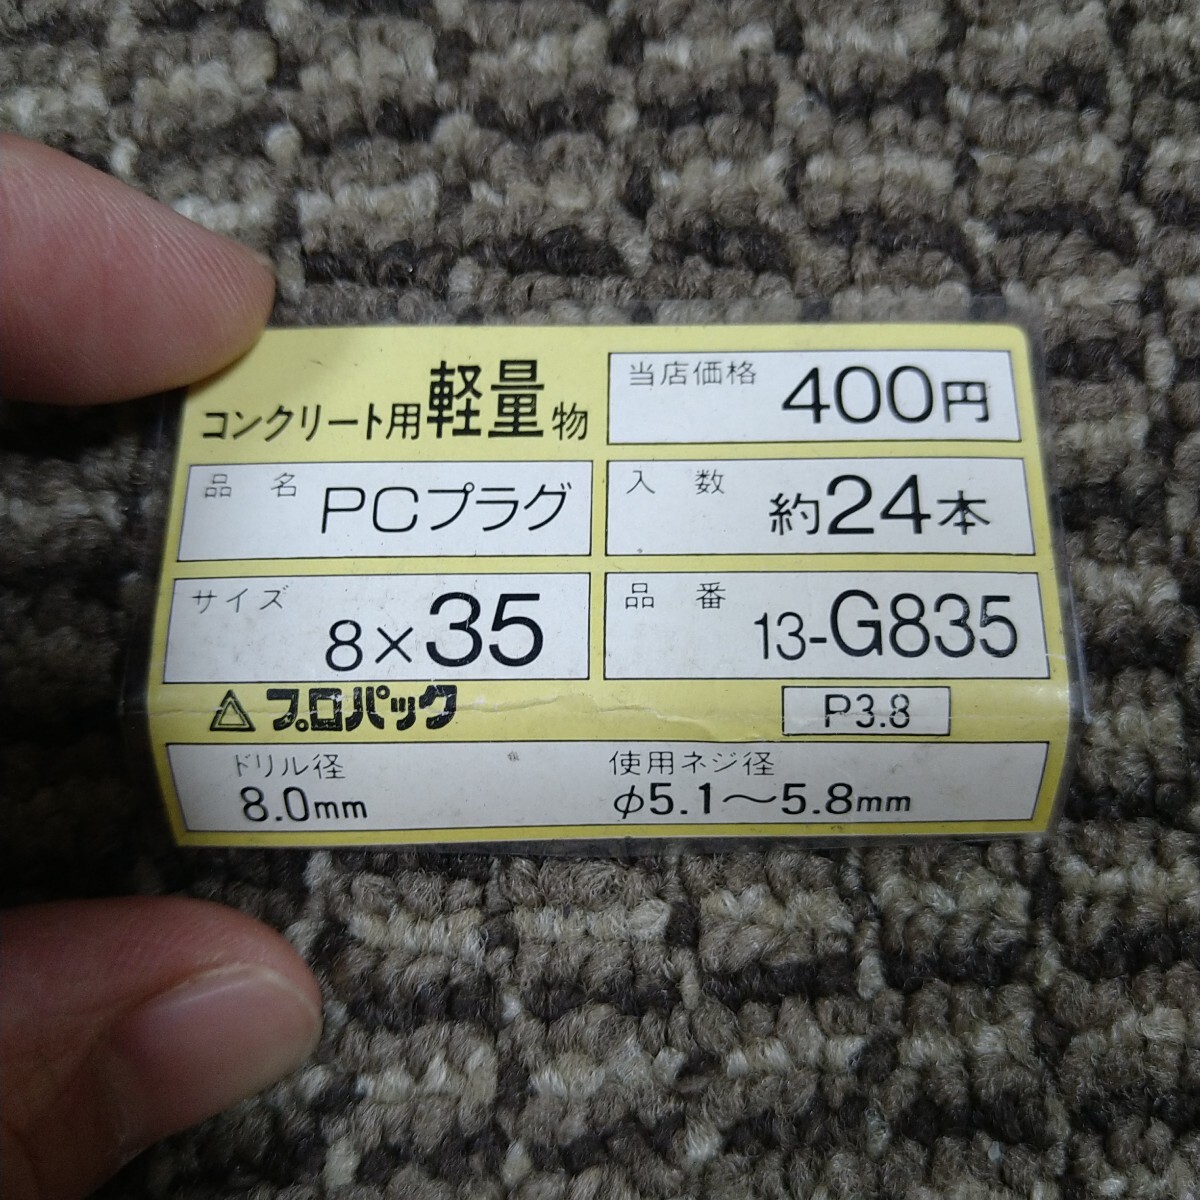 コンクリート用軽量物
当店価格 400円
品名 PCプラグ
入数 約24本
サイズ 8×35
品番 13-G835
プロパック
P3.8
ドリル径
8.0mm
使用ネジ径
φ5.1〜5.8mm